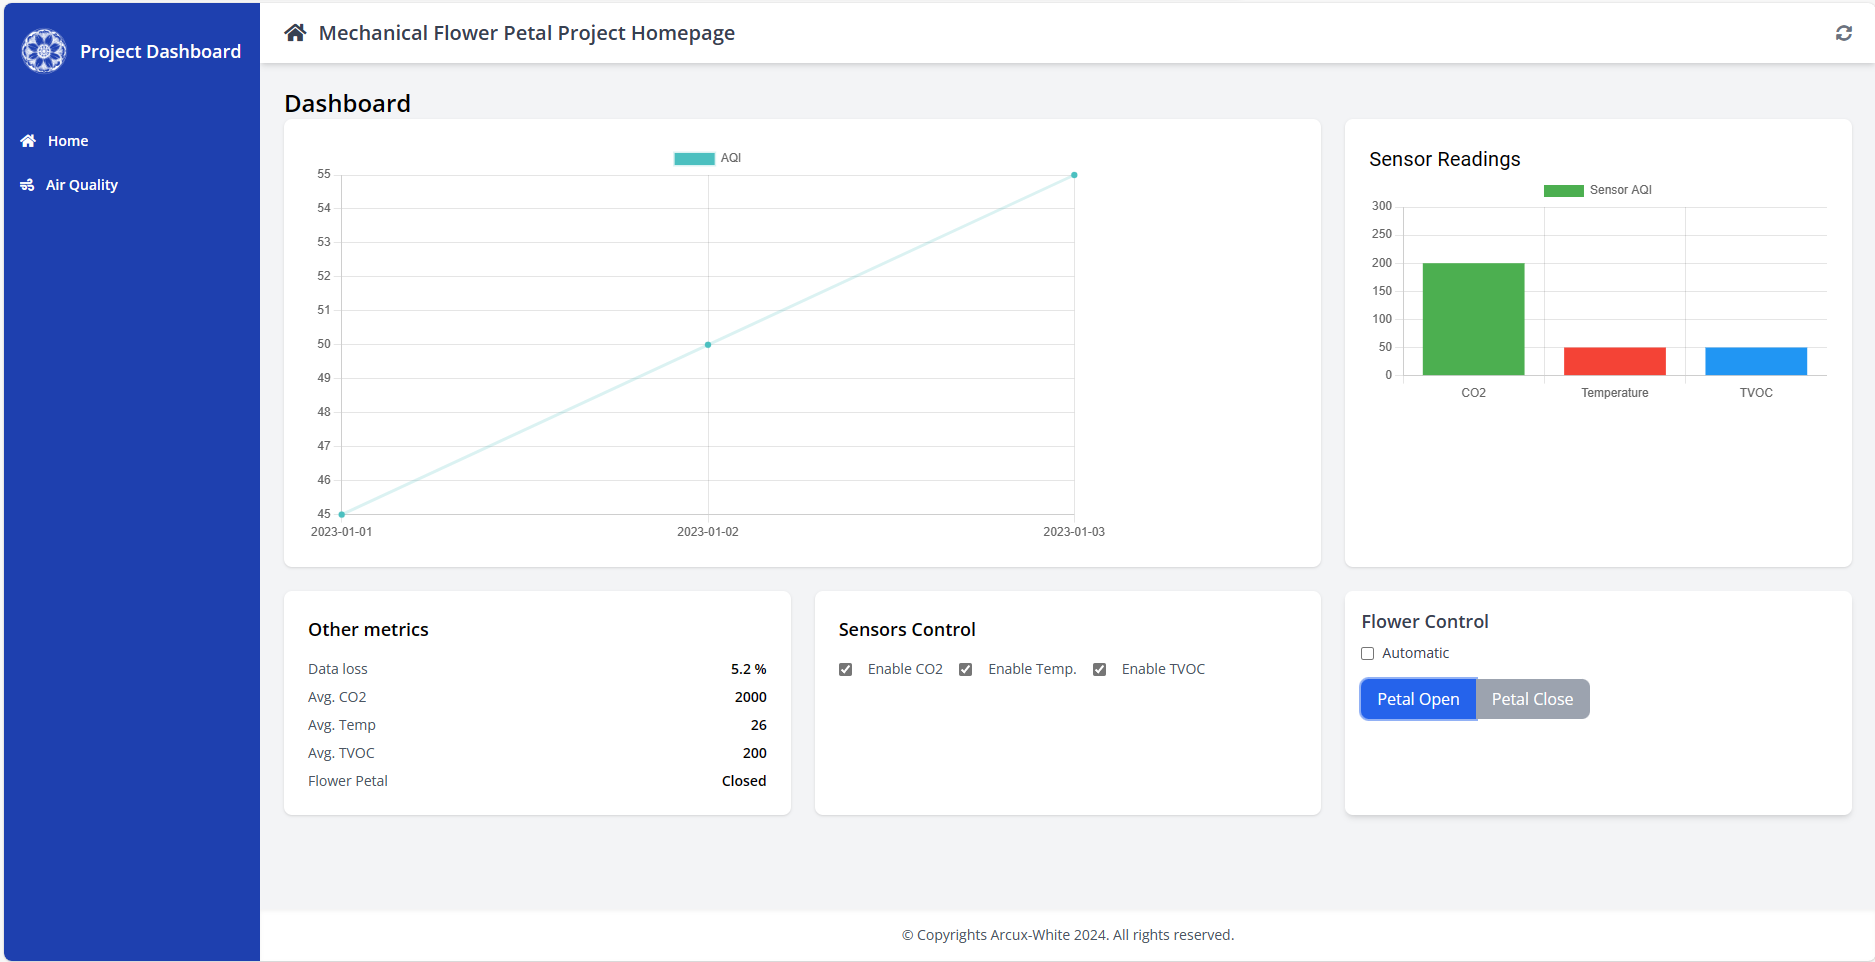 Project Dashboard
Home
Air Quality
Mechanical Flower Petal Project Homepage
Dashboard
AQI
55
54
53
52
51
50
49
48
47
46
45
2023-01-01 2023-01-02 2023-01-03
Sensor Readings
Sensor AQI
300
250
200
150
100
50
0
CO2 Temperature TVOC
Other metrics
Data loss 5.2 %
Avg. CO2 2000
Avg. Temp 26
Avg. TVOC 200
Flower Petal Closed
Sensors Control
Enable CO2 Enable Temp. Enable TVOC
Flower Control
Automatic
Petal Open Petal Close
© Copyrights Arcux-White 2024. All rights reserved.